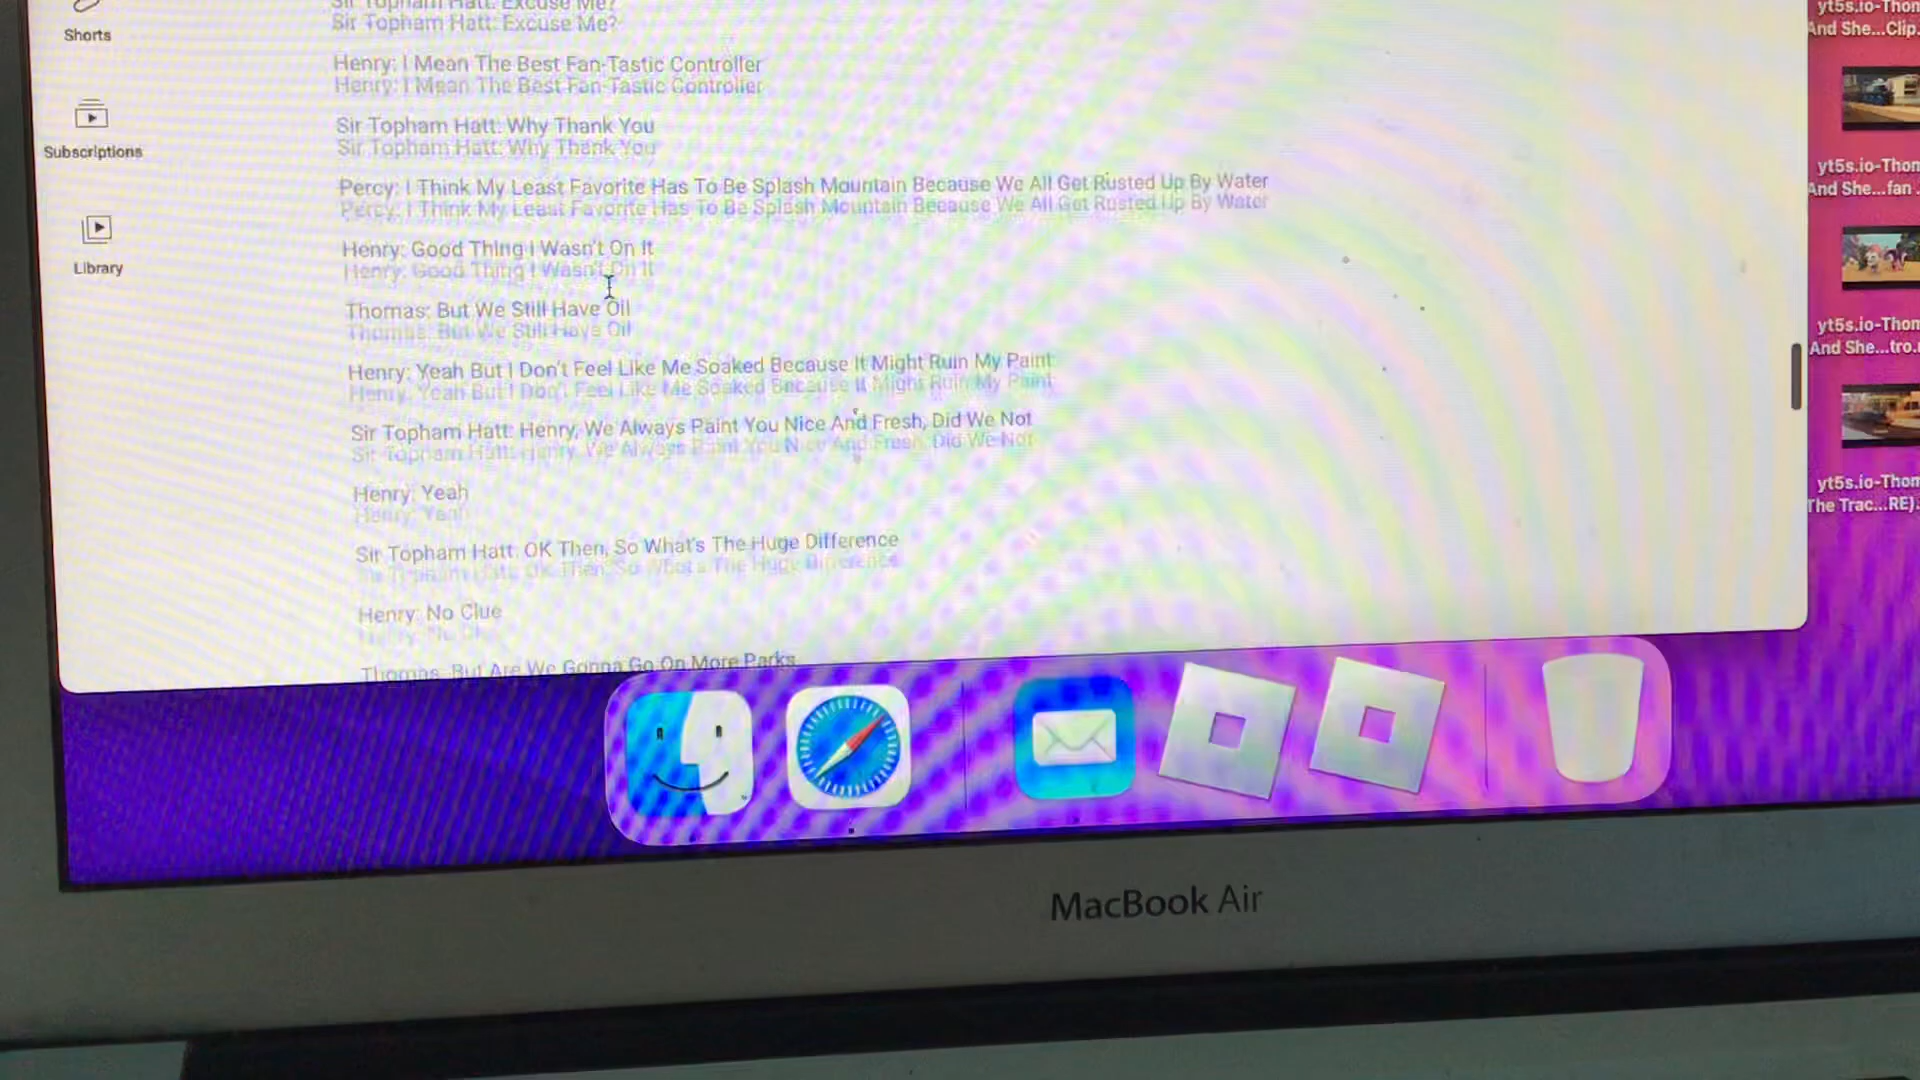 Shorts
Subscriptions
Library
Sir Topham Hatt: Excuse Me?
Henry: I Mean The Best Fan-Tastic Controller
Sir Topham Hatt: Why Thank You
Percy: I Think My Least Favorite Has To Be Splash Mountain Because We All Get Rusted Up By Water
Henry: Good Thing I Wasn't On It
Thomas: But We Still Have Oil
Henry: Yeah But I Don't Feel Like Me Soaked Because It Might Ruin My Paint
Sir Topham Hatt: Henry, We Always Paint You Nice And Fresh, Did We Not
Henry: Yeah
Sir Topham Hatt: OK Then, So What's The Huge Difference
Henry: No Clue
Thomas: But Are We Gonna Go On More Parks
yt5s.io-Thom
And She...Clip.
yt5s.io-Thom
And She...fan
yt5s.io-Thom
And She...tro.
yt5s.io-Thom
The Trac...RE).
MacBook Air